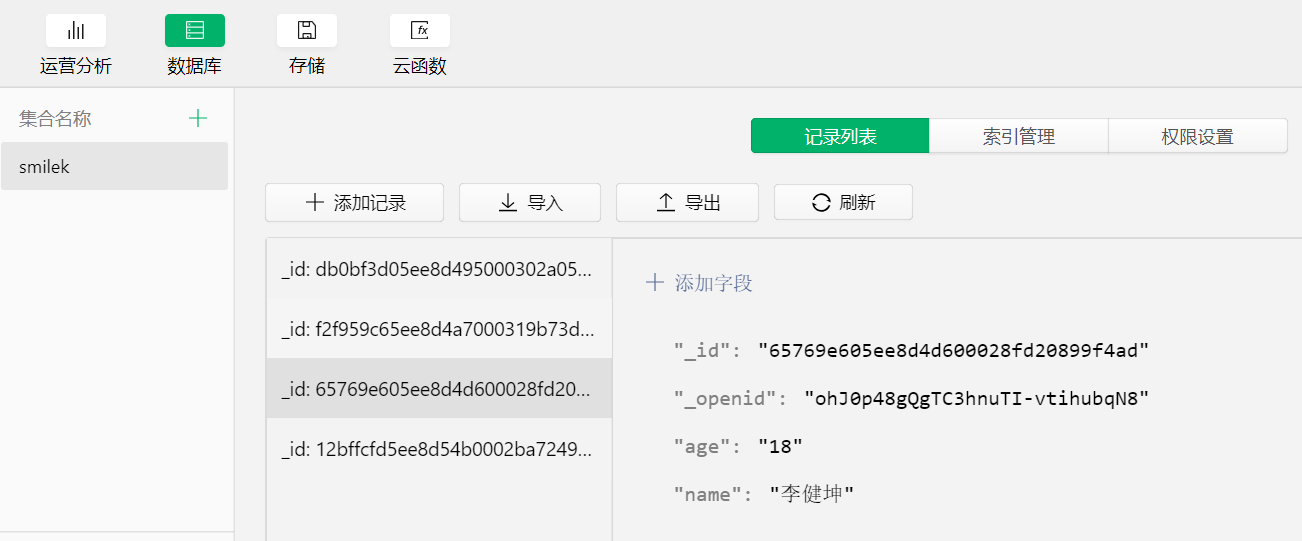 运营分析 数据库 存储 云函数
集合名称
smilek
记录列表 索引管理 权限设置
添加记录 导入 导出 刷新
_id: db0bf3d05ee8d495000302a05...
_id: f2f959c65ee8d4a7000319b73d...
_id: 65769e605ee8d4d600028fd20...
_id: 12bffcfd5ee8d54b0002ba7249...
添加字段
"_id": "65769e605ee8d4d600028fd20899f4ad"
"_openid": "ohJ0p48gQgTC3hnuTI-vtihubqN8"
"age": "18"
"name": "李健坤"